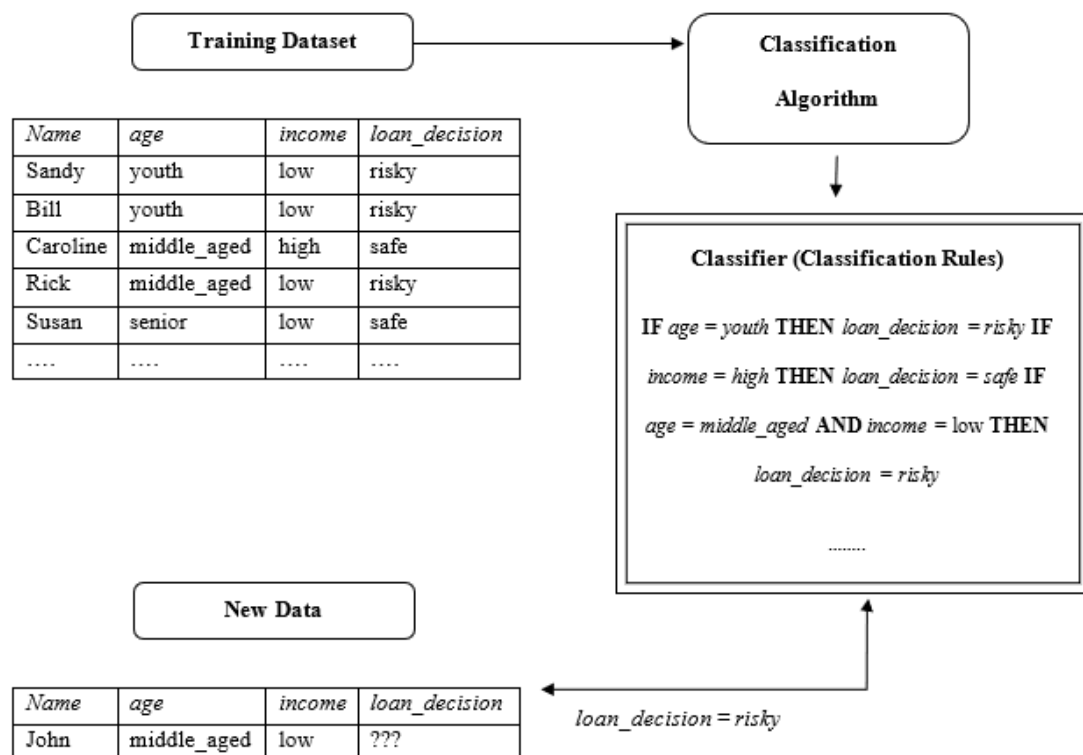 Training Dataset
Classification
Algorithm
Name age income loan_decision
Sandy youth low risky
Bill youth low risky
Caroline middle_aged high safe
Rick middle_aged low risky
Susan senior low safe
.... .... .... ....
Classifier (Classification Rules)
IF age = youth THEN loan_decision = risky IF
income = high THEN loan_decision = safe IF
age = middle_aged AND income = low THEN
loan_decision = risky
........
New Data
Name age income loan_decision
John middle_aged low ???
loan_decision = risky